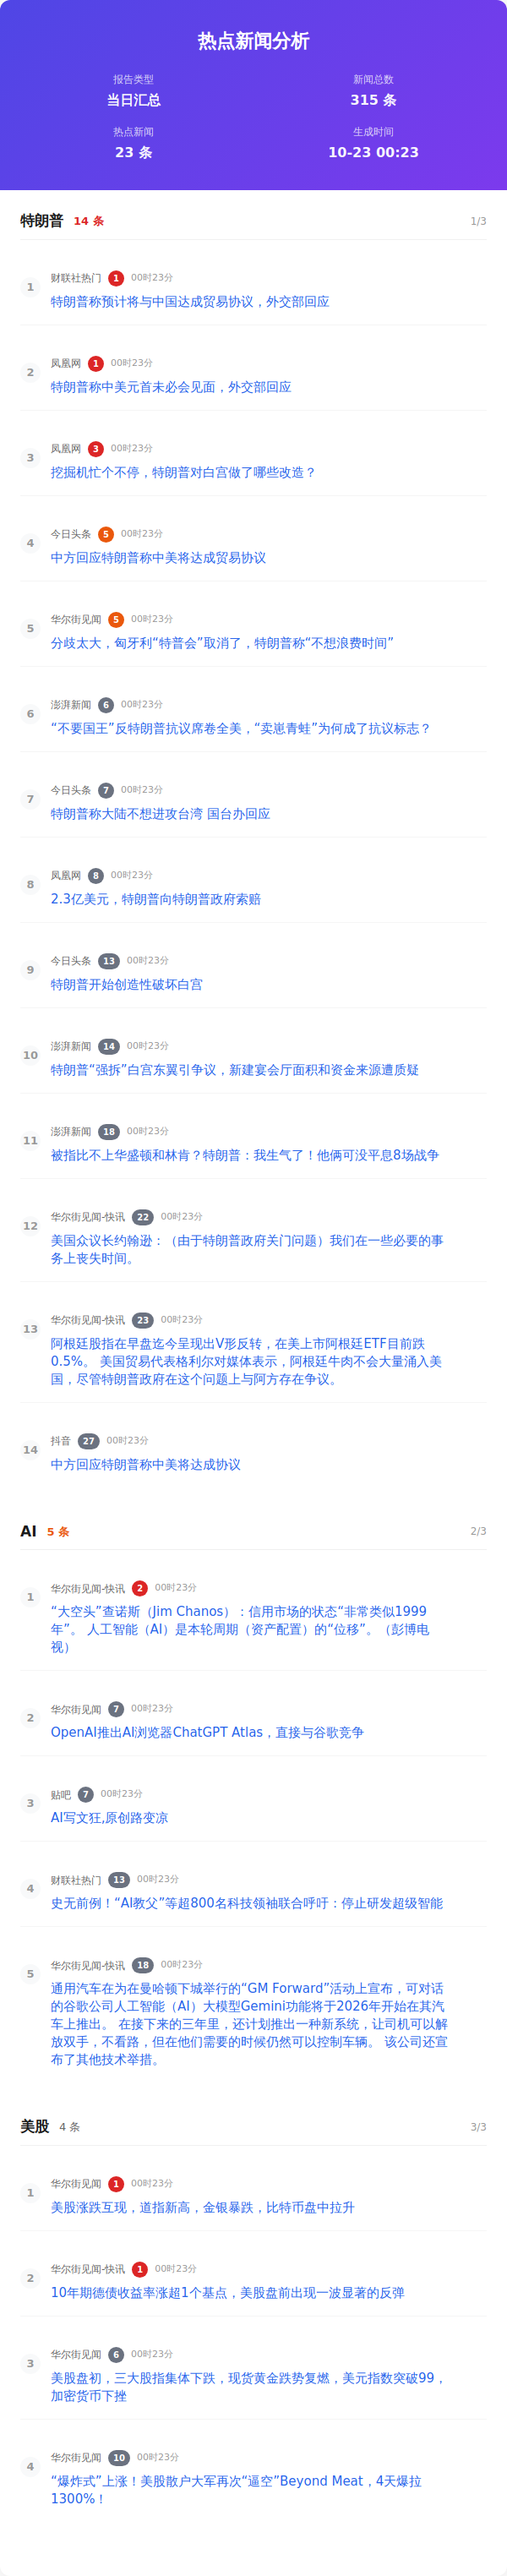 热点新闻分析
报告类型
当日汇总
新闻总数
315 条
热点新闻
23 条
生成时间
10-23 00:23
特朗普 14 条 1/3
1
财联社热门 1 00时23分
特朗普称预计将与中国达成贸易协议，外交部回应
2
凤凰网 1 00时23分
特朗普称中美元首未必会见面，外交部回应
3
凤凰网 3 00时23分
挖掘机忙个不停，特朗普对白宫做了哪些改造？
4
今日头条 5 00时23分
中方回应特朗普称中美将达成贸易协议
5
华尔街见闻 5 00时23分
分歧太大，匈牙利“特普会”取消了，特朗普称“不想浪费时间”
6
澎湃新闻 6 00时23分
“不要国王”反特朗普抗议席卷全美，“卖崽青蛙”为何成了抗议标志？
7
今日头条 7 00时23分
特朗普称大陆不想进攻台湾 国台办回应
8
凤凰网 8 00时23分
2.3亿美元，特朗普向特朗普政府索赔
9
今日头条 13 00时23分
特朗普开始创造性破坏白宫
10
澎湃新闻 14 00时23分
特朗普“强拆”白宫东翼引争议，新建宴会厅面积和资金来源遭质疑
11
澎湃新闻 18 00时23分
被指比不上华盛顿和林肯？特朗普：我生气了！他俩可没平息8场战争
12
华尔街见闻-快讯 22 00时23分
美国众议长约翰逊：（由于特朗普政府关门问题）我们在一些必要的事
务上丧失时间。
13
华尔街见闻-快讯 23 00时23分
阿根廷股指在早盘迄今呈现出V形反转，在美上市阿根廷ETF目前跌
0.5%。 美国贸易代表格利尔对媒体表示，阿根廷牛肉不会大量涌入美
国，尽管特朗普政府在这个问题上与阿方存在争议。
14
抖音 27 00时23分
中方回应特朗普称中美将达成协议
AI 5 条 2/3
1
华尔街见闻-快讯 2 00时23分
“大空头”查诺斯（Jim Chanos）：信用市场的状态“非常类似1999
年”。 人工智能（AI）是本轮周期（资产配置）的“位移”。（彭博电
视）
2
华尔街见闻 7 00时23分
OpenAI推出AI浏览器ChatGPT Atlas，直接与谷歌竞争
3
贴吧 7 00时23分
AI写文狂,原创路变凉
4
财联社热门 13 00时23分
史无前例！“AI教父”等超800名科技领袖联合呼吁：停止研发超级智能
5
华尔街见闻-快讯 18 00时23分
通用汽车在为在曼哈顿下城举行的“GM Forward”活动上宣布，可对话
的谷歌公司人工智能（AI）大模型Gemini功能将于2026年开始在其汽
车上推出。 在接下来的三年里，还计划推出一种新系统，让司机可以解
放双手，不看路，但在他们需要的时候仍然可以控制车辆。 该公司还宣
布了其他技术举措。
美股 4 条 3/3
1
华尔街见闻 1 00时23分
美股涨跌互现，道指新高，金银暴跌，比特币盘中拉升
2
华尔街见闻-快讯 1 00时23分
10年期德债收益率涨超1个基点，美股盘前出现一波显著的反弹
3
华尔街见闻 6 00时23分
美股盘初，三大股指集体下跌，现货黄金跌势复燃，美元指数突破99，
加密货币下挫
4
华尔街见闻 10 00时23分
“爆炸式”上涨！美股散户大军再次“逼空”Beyond Meat，4天爆拉
1300%！